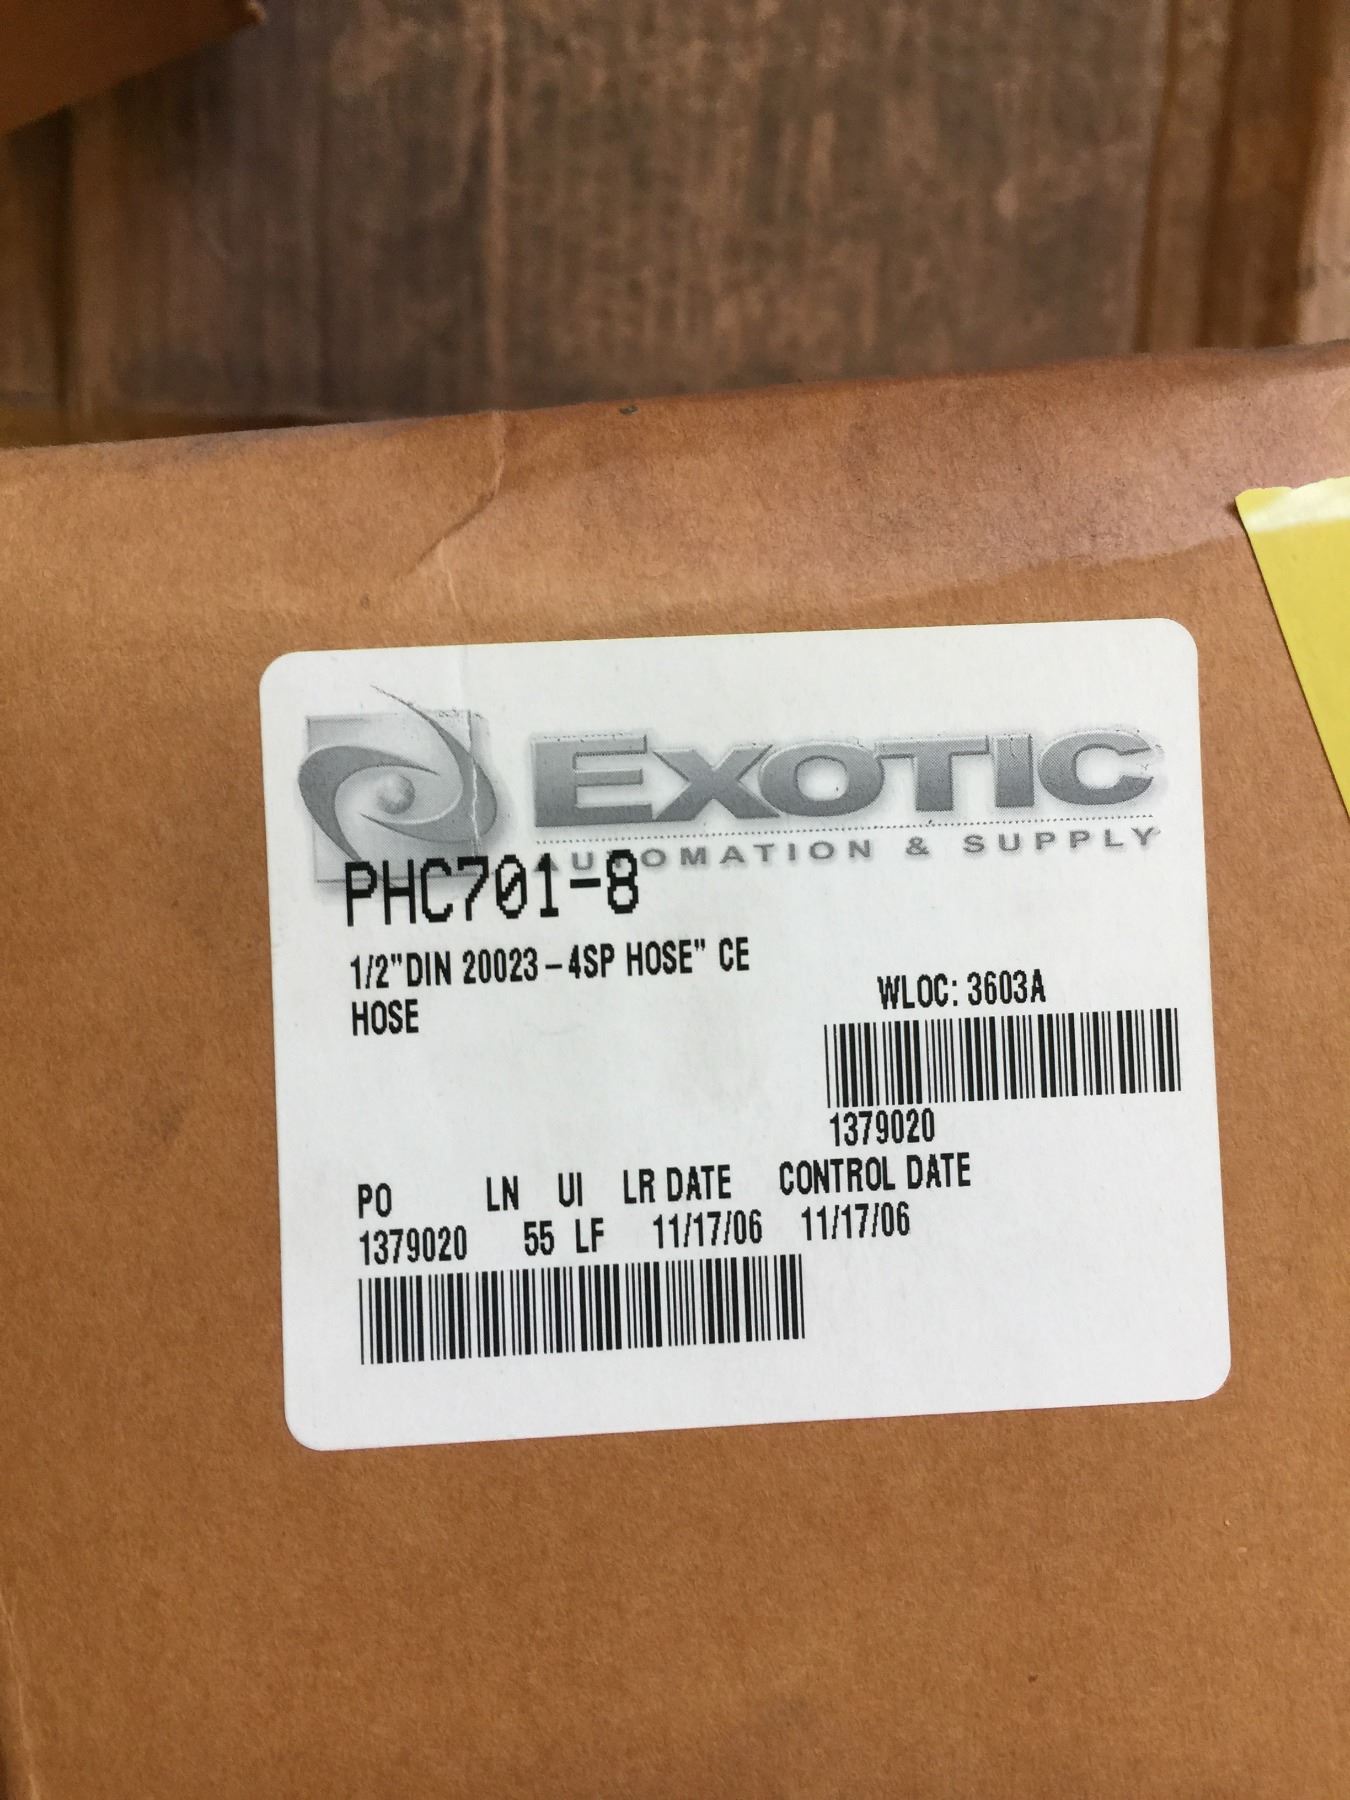 EXOTIC
AUTOMATION & SUPPLY
PHC701-8
1/2"DIN 20023-4SP HOSE" CE
HOSE
WLOC: 3603A
1379020
PO LN UI LR DATE CONTROL DATE
1379020 55 LF 11/17/06 11/17/06